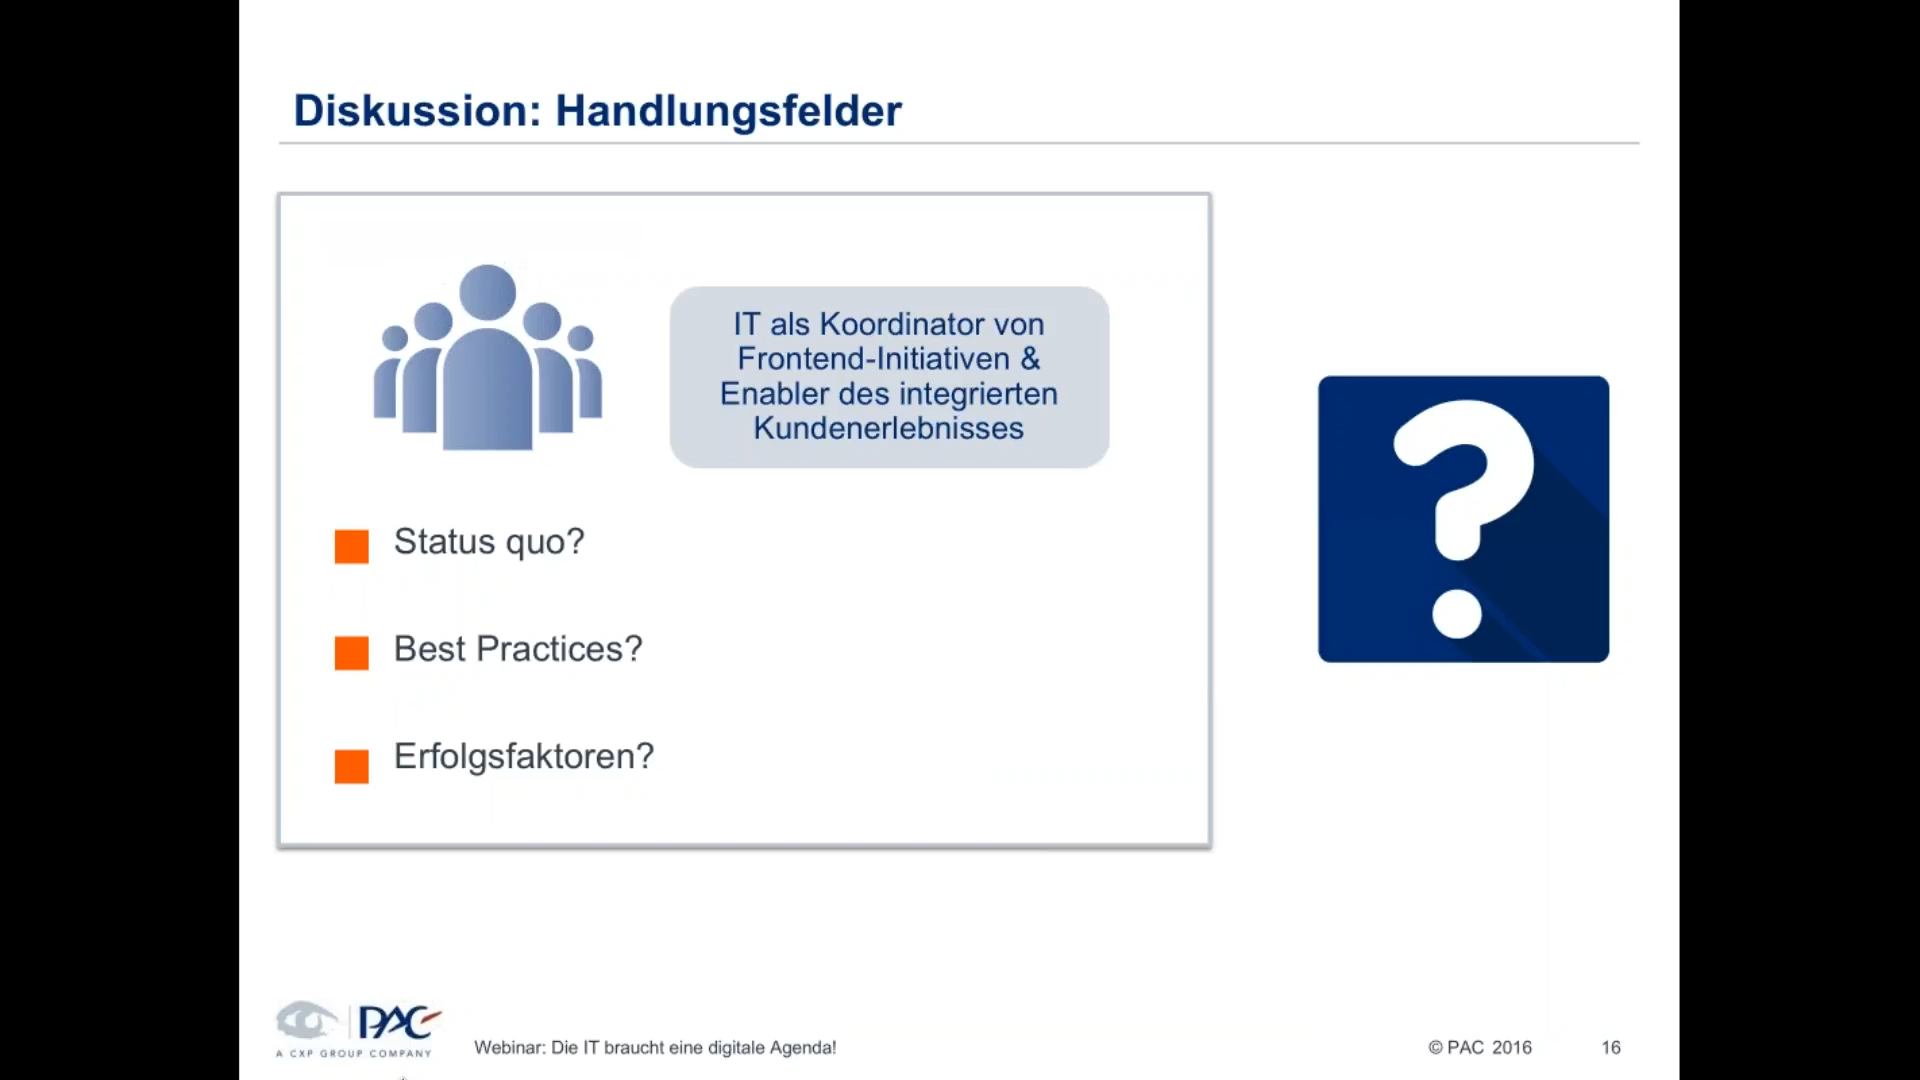 Diskussion: Handlungsfelder
IT als Koordinator von
Frontend-Initiativen &
Enabler des integrierten
Kundenerlebnisses
Status quo?
Best Practices?
Erfolgsfaktoren?
?
PAC
A CXP GROUP COMPANY
Webinar: Die IT braucht eine digitale Agenda!
© PAC 2016
16